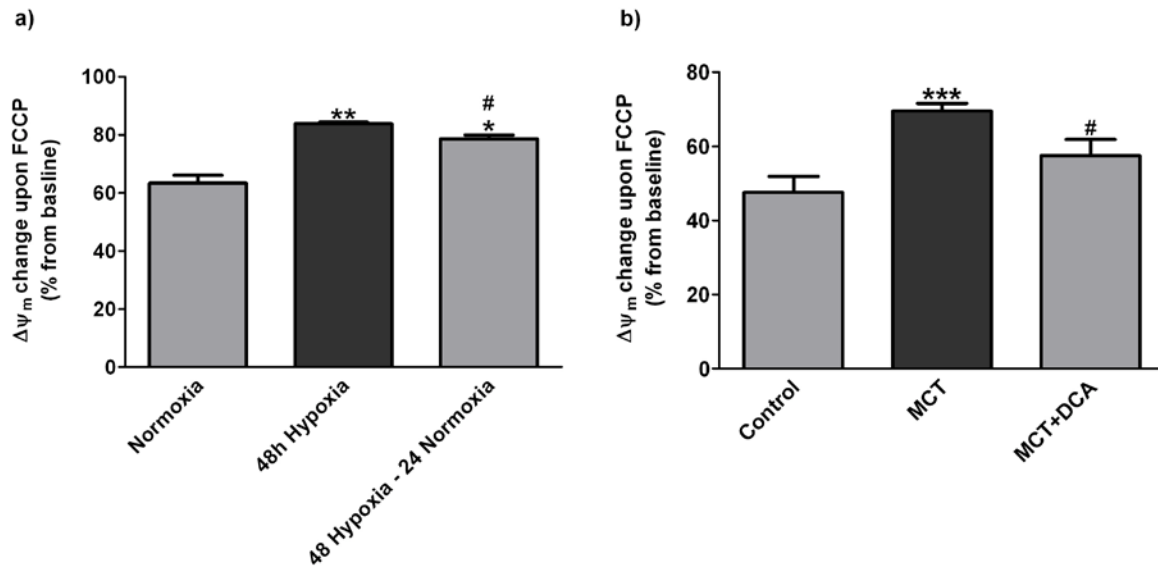 a)
Δψm change upon FCCP
(% from basline)
100
80
60
40
20
0
**
#
*
Normoxia
48h Hypoxia
48 Hypoxia - 24 Normoxia
b)
Δψm change upon FCCP
(% from baseline)
80
60
40
20
0
***
#
Control
MCT
MCT+DCA